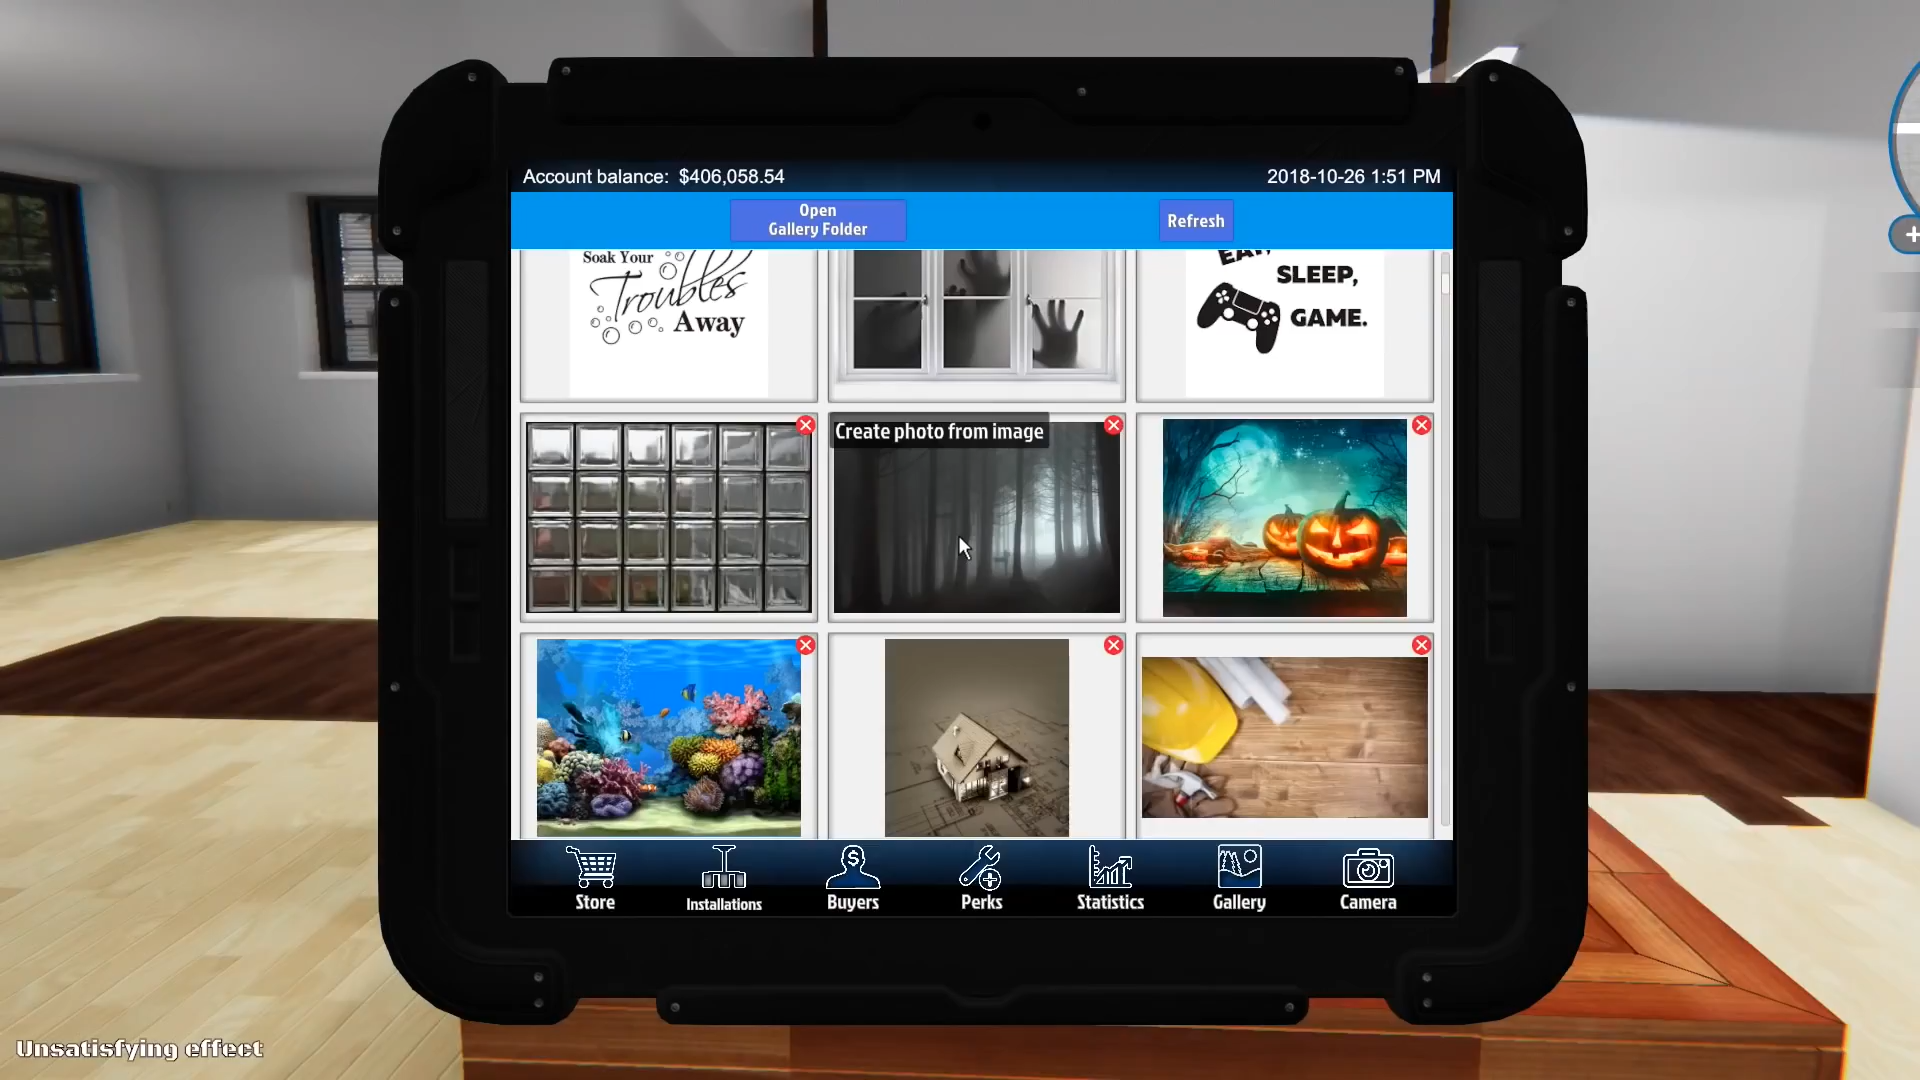 Account balance: $406,058.54
2018-10-26 1:51 PM
Open
Gallery Folder
Refresh
Soak Your
Troubles
Away
SLEEP,
GAME.
Create photo from image
Store
Installations
Buyers
Perks
Statistics
Gallery
Camera
Unsatisfying effect